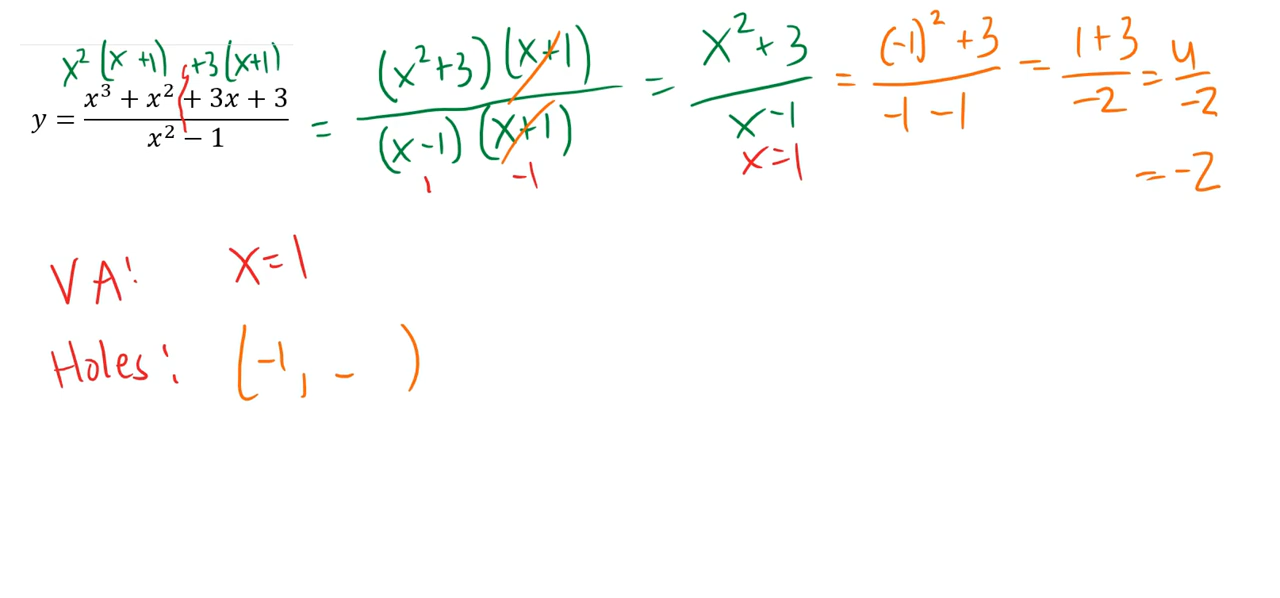 x²(x+1) +3(x+1)
y = (x³ + x² + 3x + 3)/(x² − 1) = ((x²+3)(x+1))/((x-1)(x+1)) = (x²+3)/(x-1) = ((-1)²+3)/(-1-1) = (1+3)/(-2) = 4/(-2)
1 -1 x=1 = -2
VA: x=1
Holes: (-1, - )